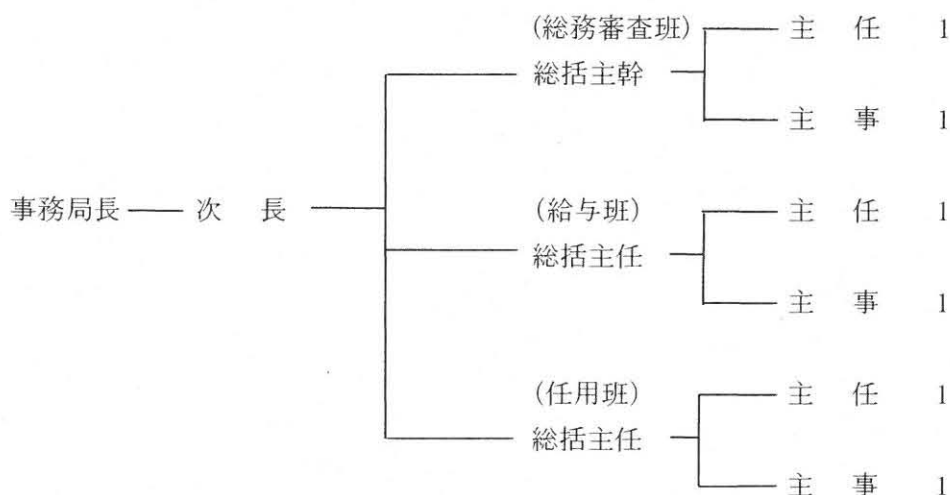 (総務審査班)
主 任 1
総括主幹
主 事 1
事務局長 次 長
(給与班)
主 任 1
総括主任
主 事 1
(任用班)
主 任 1
総括主任
主 事 1